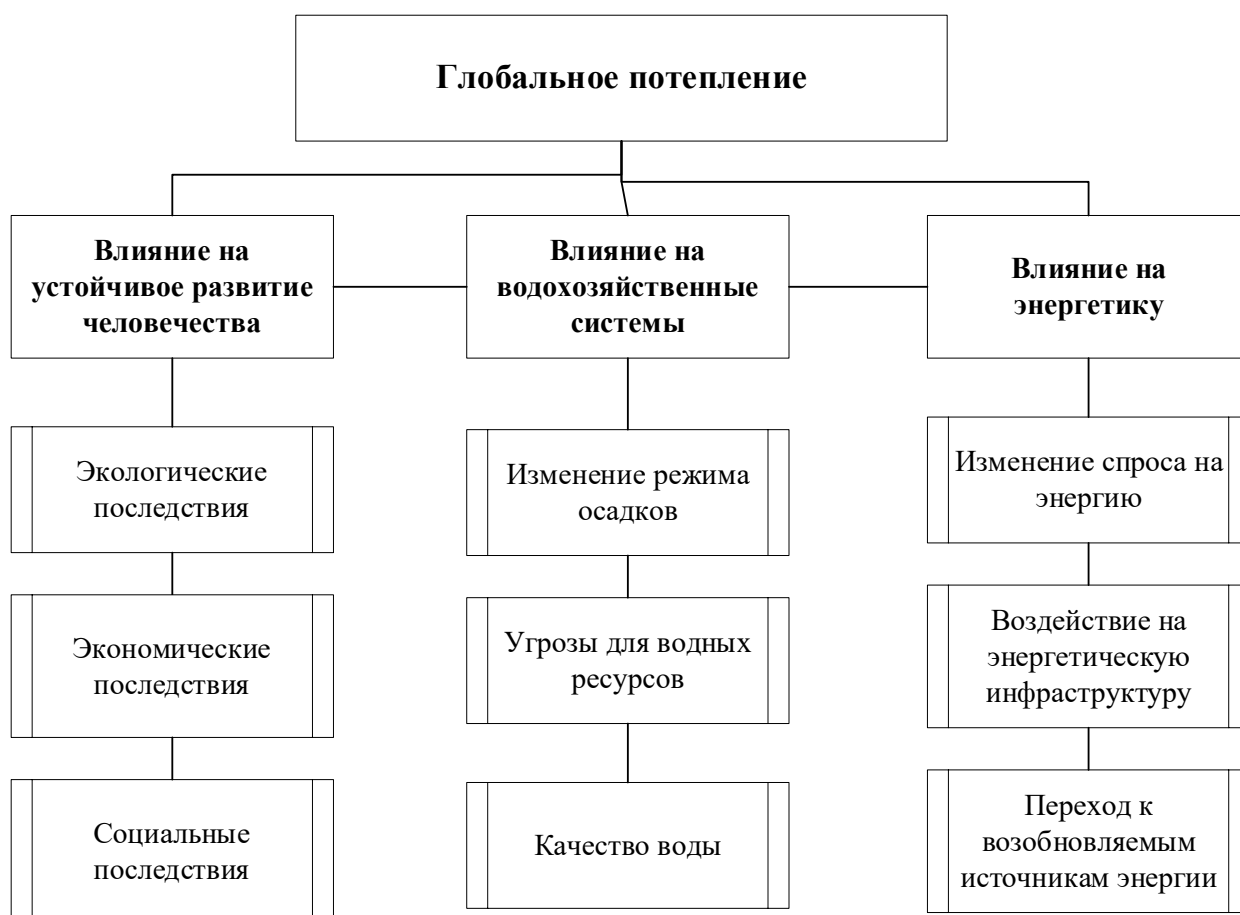 Глобальное потепление
Влияние на
устойчивое развитие
человечества
Влияние на
водохозяйственные
системы
Влияние на
энергетику
Экологические
последствия
Изменение режима
осадков
Изменение спроса на
энергию
Экономические
последствия
Угрозы для водных
ресурсов
Воздействие на
энергетическую
инфраструктуру
Социальные
последствия
Качество воды
Переход к
возобновляемым
источникам энергии